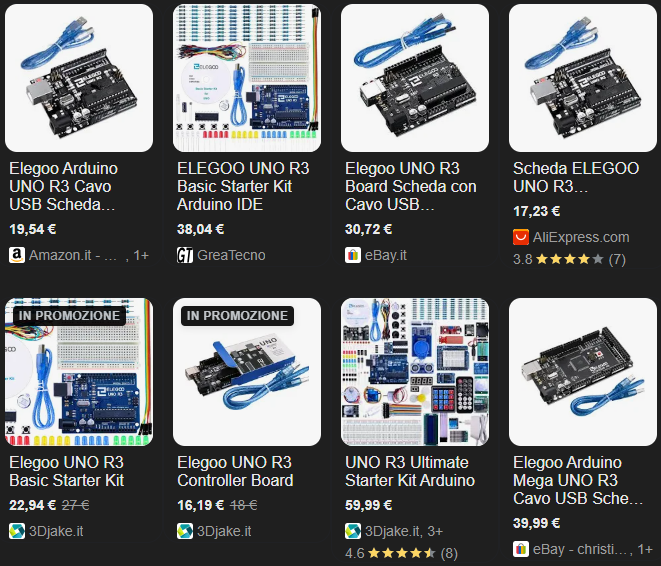 Elegoo Arduino
UNO R3 Cavo
USB Scheda...
19,54 €
Amazon.it - ... , 1+
ELEGOO
ELEGOO UNO R3
Basic Starter Kit
Arduino IDE
38,04 €
GreaTecno
Elegoo UNO R3
Board Scheda con
Cavo USB...
30,72 €
eBay.it
Scheda ELEGOO
UNO R3...
17,23 €
AliExpress.com
3.8 (7)
IN PROMOZIONE
Elegoo UNO R3
Basic Starter Kit
22,94 € 27 €
3Djake.it
IN PROMOZIONE
UNO
Elegoo UNO R3
Controller Board
16,19 € 18 €
3Djake.it
UNO R3 Ultimate
Starter Kit Arduino
59,99 €
3Djake.it, 3+
4.6 (8)
Elegoo Arduino
Mega UNO R3
Cavo USB Sche...
39,99 €
eBay - christi... , 1+